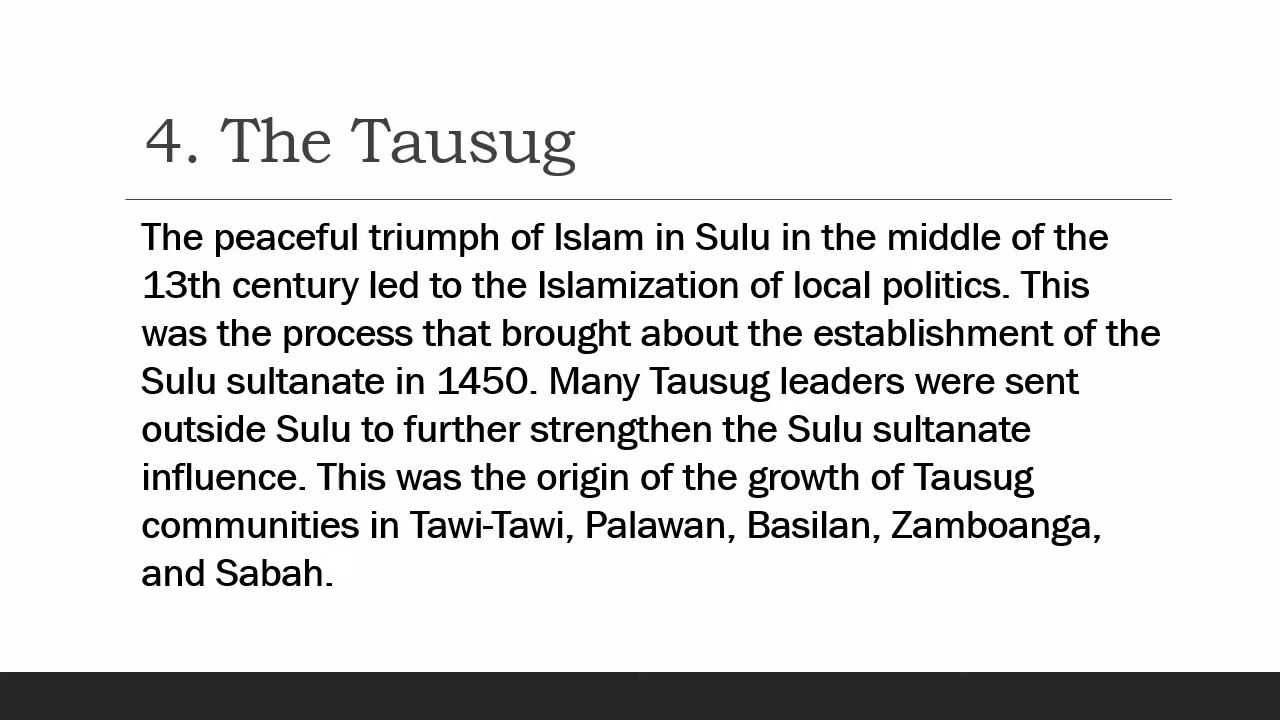 4. The Tausug
The peaceful triumph of Islam in Sulu in the middle of the
13th century led to the Islamization of local politics. This
was the process that brought about the establishment of the
Sulu sultanate in 1450. Many Tausug leaders were sent
outside Sulu to further strengthen the Sulu sultanate
influence. This was the origin of the growth of Tausug
communities in Tawi-Tawi, Palawan, Basilan, Zamboanga,
and Sabah.